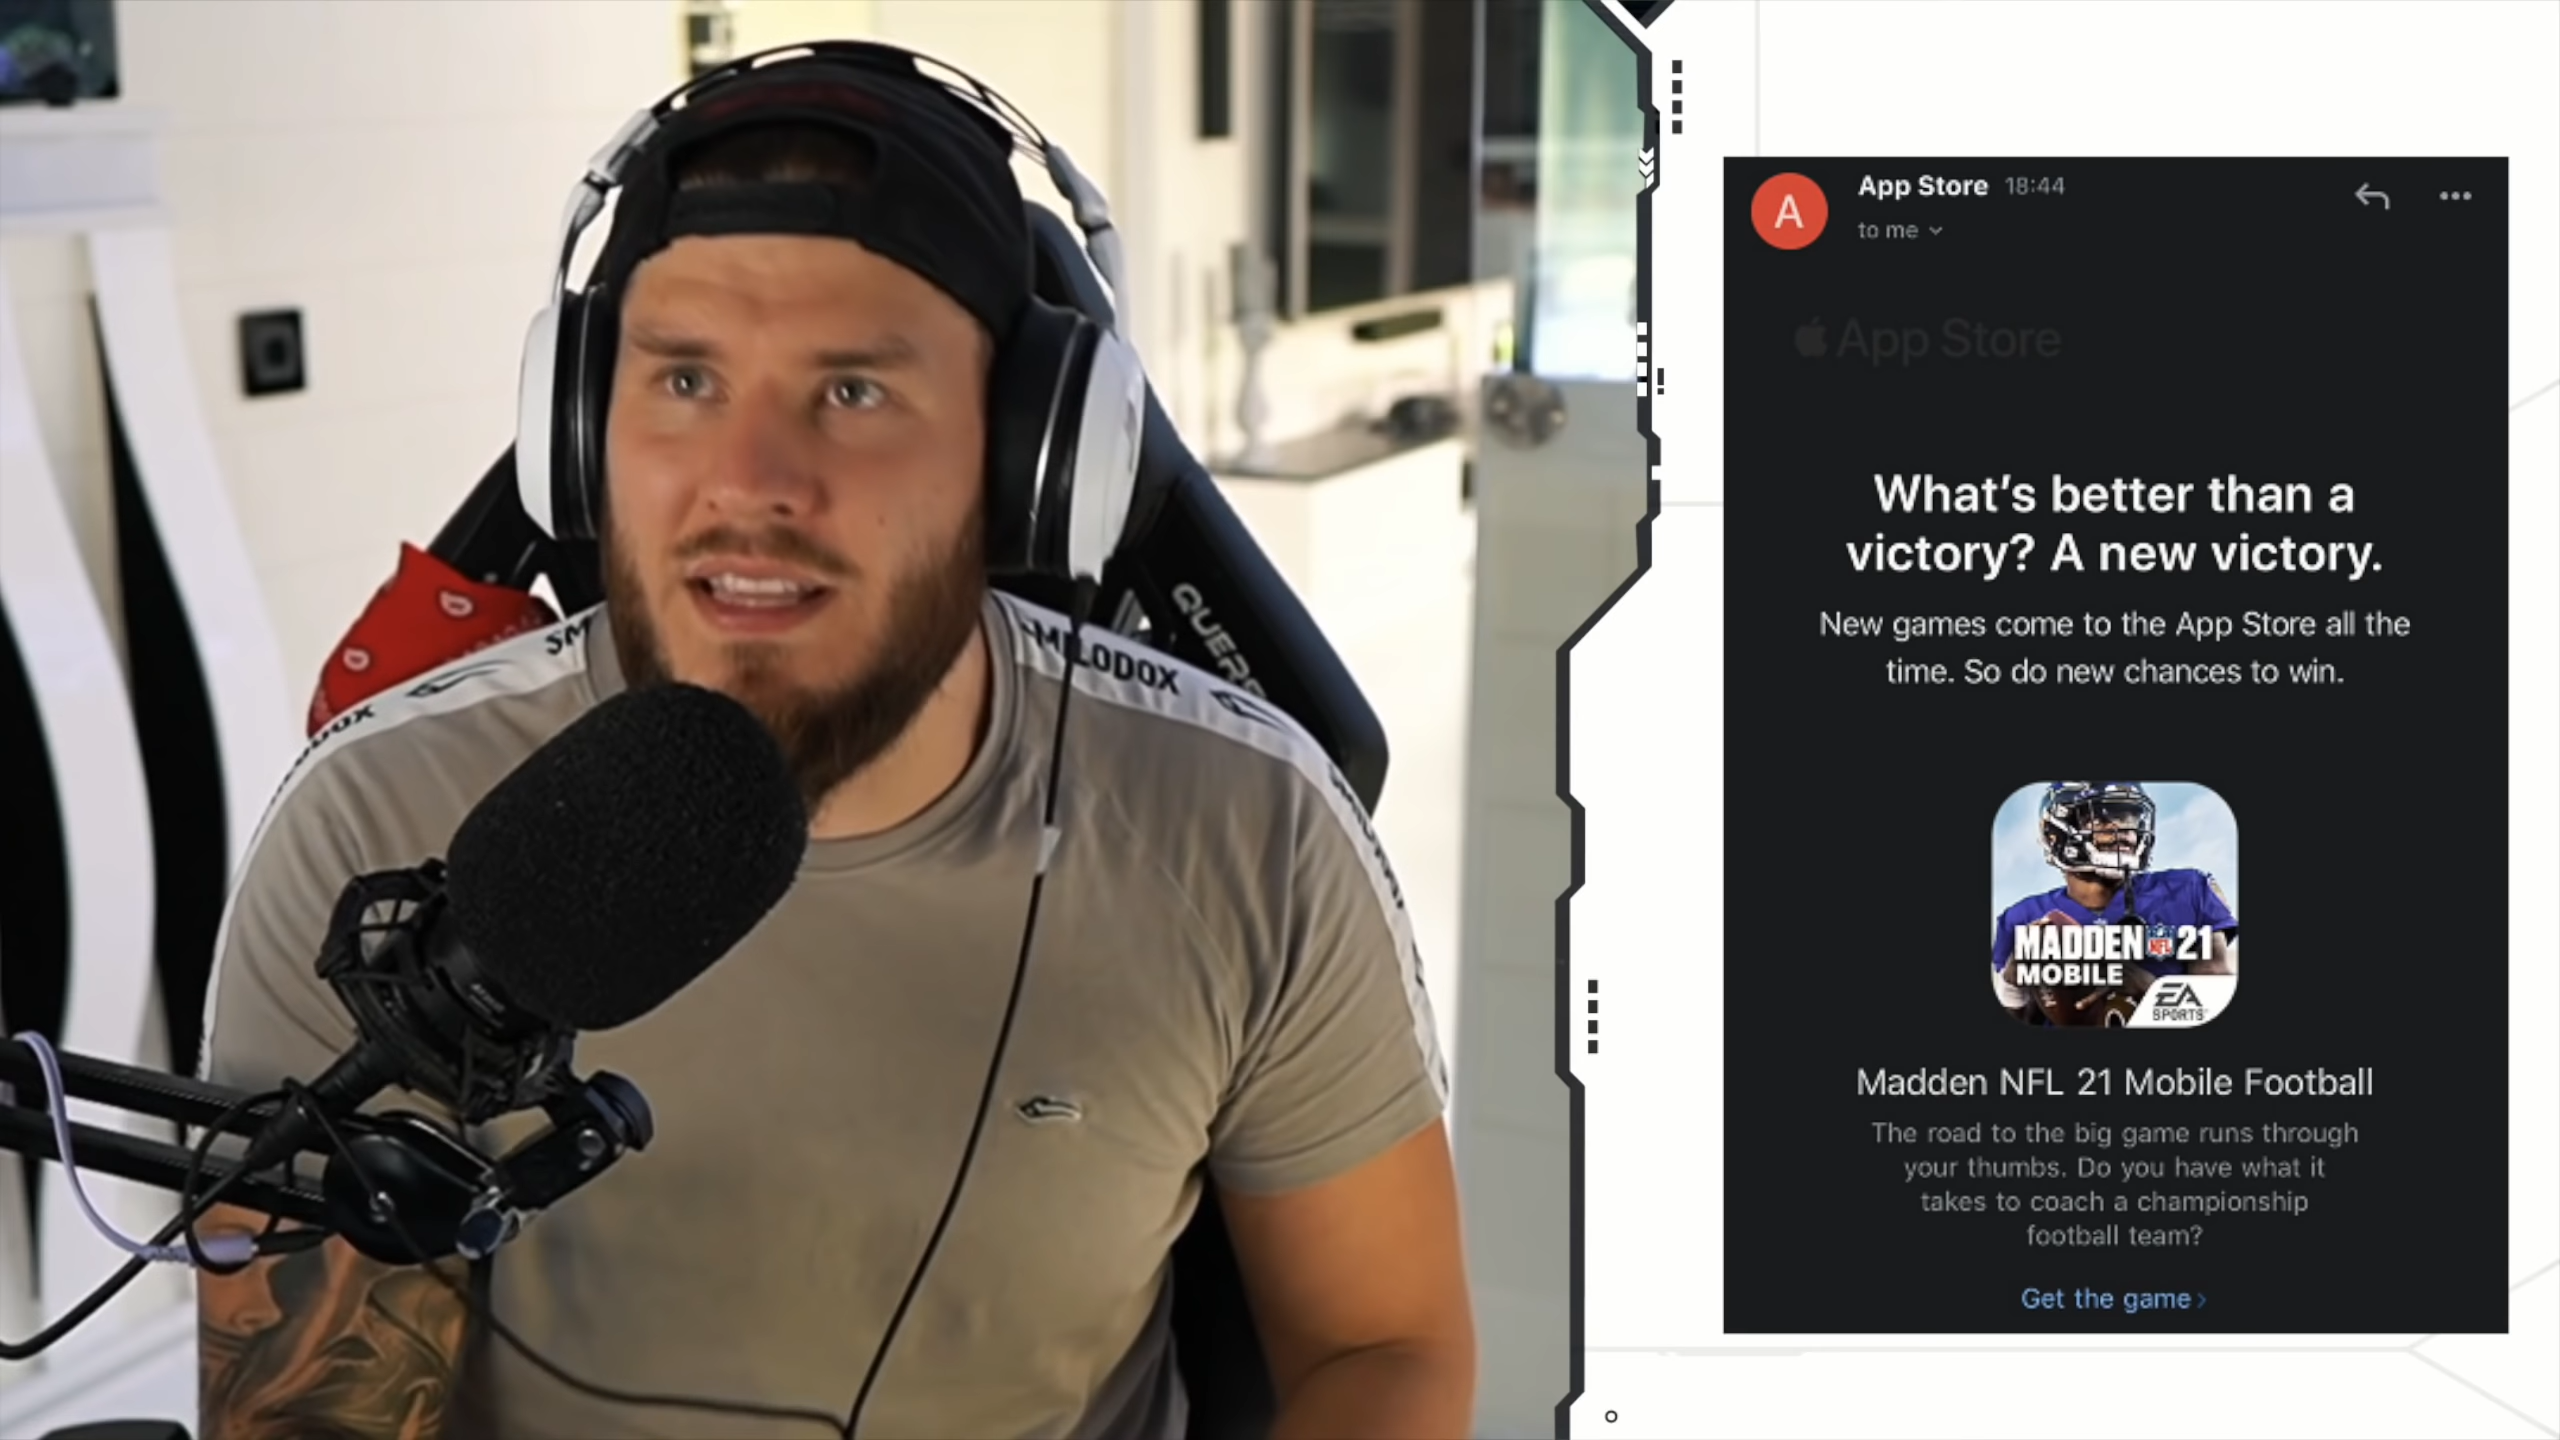 SMILODOX
QUERS
App Store 18:44
to me
A
App Store
What's better than a
victory? A new victory.
New games come to the App Store all the
time. So do new chances to win.
MADDEN NFL 21
MOBILE
EA
SPORTS
Madden NFL 21 Mobile Football
The road to the big game runs through
your thumbs. Do you have what it
takes to coach a championship
football team?
Get the game